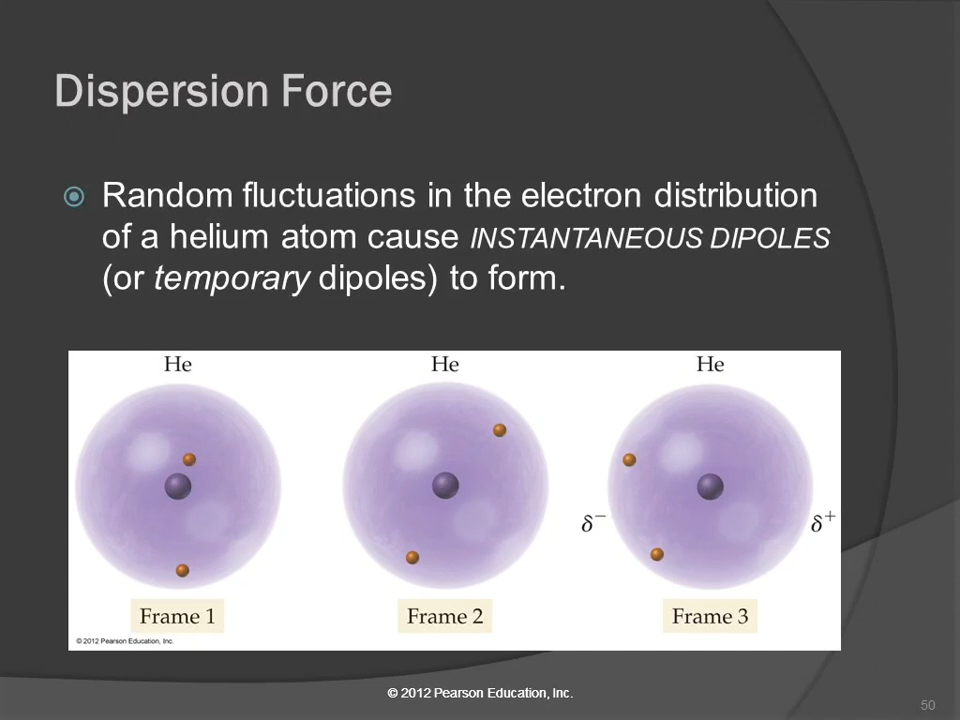 Dispersion Force
Random fluctuations in the electron distribution
of a helium atom cause INSTANTANEOUS DIPOLES
(or temporary dipoles) to form.
He He He
δ− δ+
Frame 1 Frame 2 Frame 3
© 2012 Pearson Education, Inc.
© 2012 Pearson Education, Inc.
50